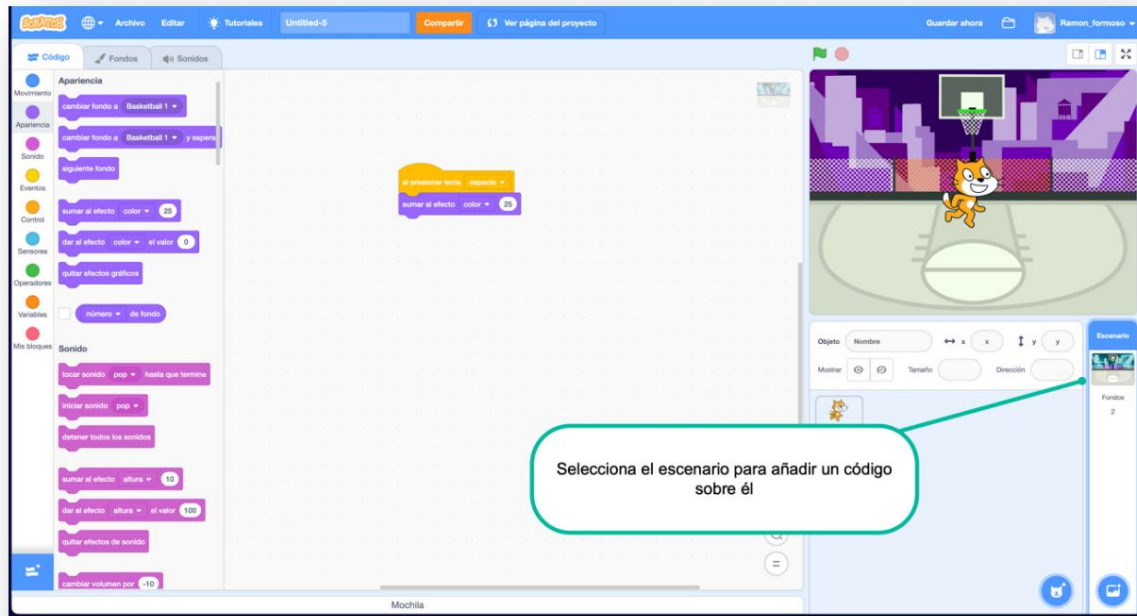 SCRATCH Archivo Editar Tutoriales Untitled-5 Compartir Ver página del proyecto Guardar ahora Ramon_formoso
Código Fondos Sonidos
Movimiento
Apariencia
Sonido
Eventos
Control
Sensores
Operadores
Variables
Mis bloques
Apariencia
cambiar fondo a Basketball 1
cambiar fondo a Basketball 1 y espera
siguiente fondo
sumar al efecto color 25
dar al efecto color el valor 0
quitar efectos gráficos
número de fondo
Sonido
tocar sonido pop hasta que termine
iniciar sonido pop
detener todos los sonidos
sumar al efecto altura 10
dar al efecto altura el valor 100
quitar efectos de sonido
cambiar volumen por -10
al presionar tecla espacio
sumar al efecto color 25
Mochila
Objeto Nombre x x y y
Mostrar Tamaño Dirección
Escenario
Fondos
2
Selecciona el escenario para añadir un código
sobre él